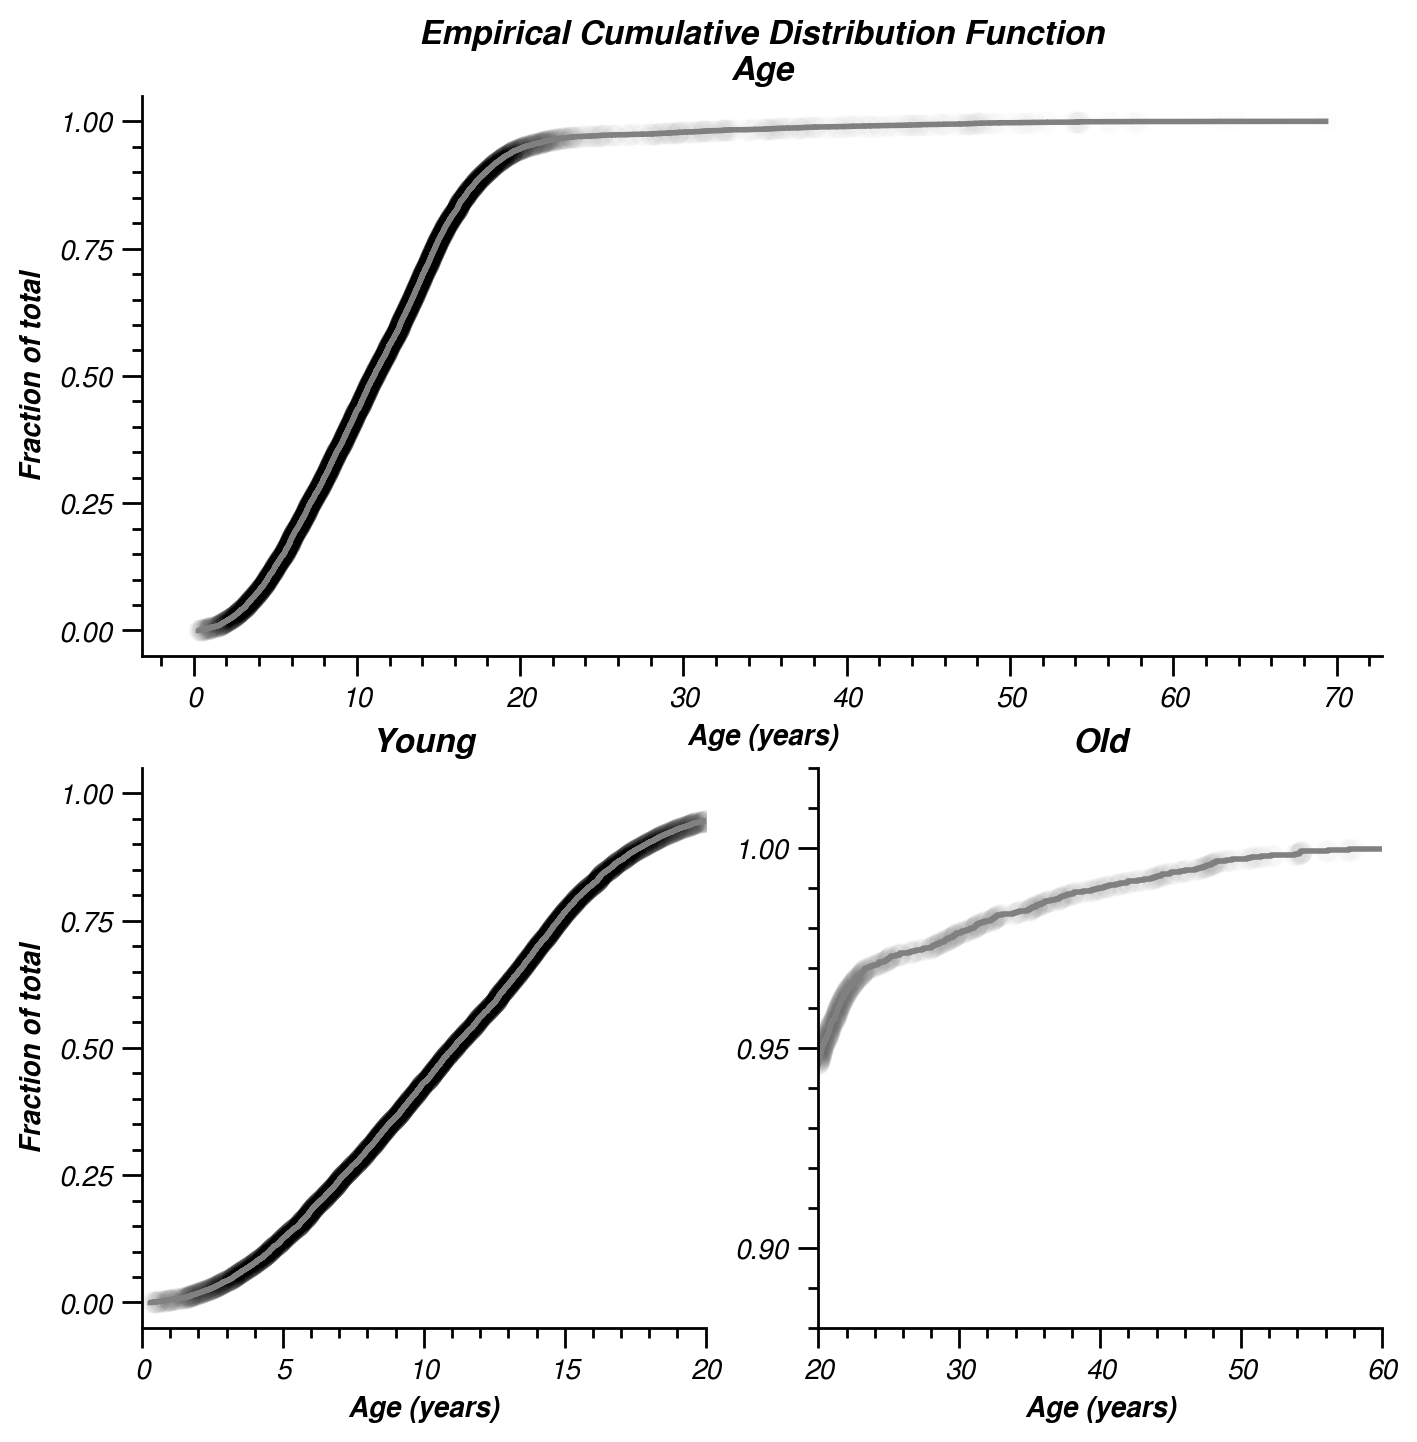 Empirical Cumulative Distribution Function
Age
1.00
0.75
0.50
0.25
0.00
Fraction of total
0 10 20 30 40 50 60 70
Age (years)
Young
1.00
0.75
0.50
0.25
0.00
Fraction of total
0 5 10 15 20
Age (years)
Old
1.00
0.95
0.90
20 30 40 50 60
Age (years)